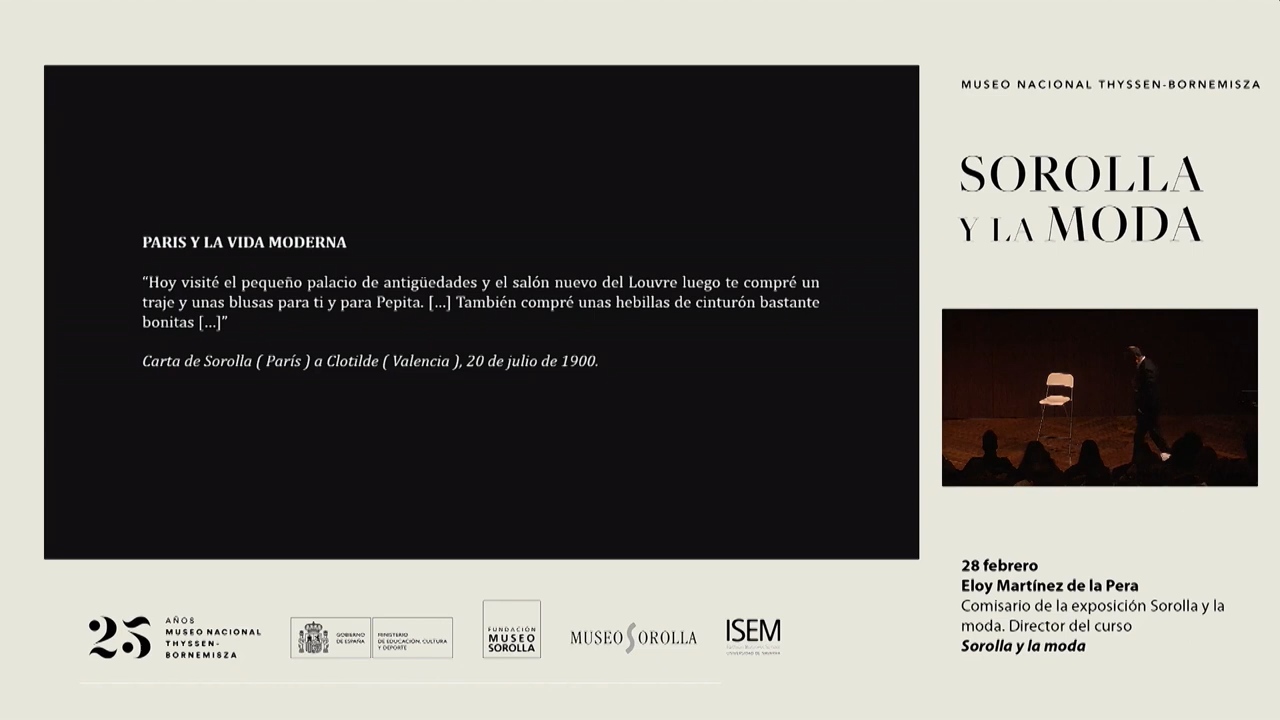 MUSEO NACIONAL THYSSEN-BORNEMISZA
SOROLLA
Y LA MODA
PARIS Y LA VIDA MODERNA
“Hoy visité el pequeño palacio de antigüedades y el salón nuevo del Louvre luego te compré un
traje y unas blusas para ti y para Pepita. [...] También compré unas hebillas de cinturón bastante
bonitas [...]”
Carta de Sorolla ( París ) a Clotilde ( Valencia ), 20 de julio de 1900.
28 febrero
Eloy Martínez de la Pera
Comisario de la exposición Sorolla y la
moda. Director del curso
Sorolla y la moda
25
AÑOS
MUSEO NACIONAL
THYSSEN-
BORNEMISZA
GOBIERNO
DE ESPAÑA
MINISTERIO
DE EDUCACIÓN, CULTURA
Y DEPORTE
FUNDACIÓN
MUSEO
SOROLLA
MUSEO SOROLLA
ISEM